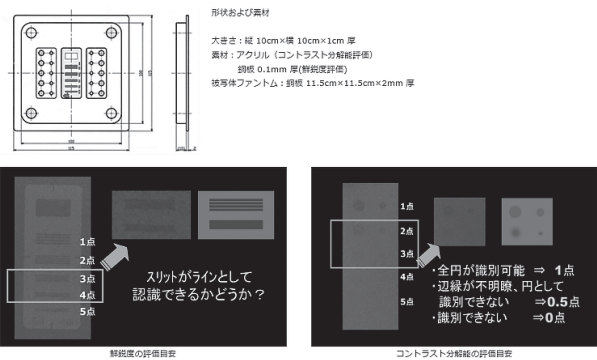 形状および素材
大きさ：縦 10cm×横 10cm×1cm 厚
素材：アクリル（コントラスト分解能評価）
銅板 0.1mm 厚(鮮鋭度評価)
被写体ファントム：銅板 11.5cm×11.5cm×2mm 厚
100
115
1点
2点
3点
4点
5点
スリットがラインとして
認識できるかどうか？
鮮鋭度の評価目安
1点
2点
3点
4点
5点
・全円が識別可能 ⇒ 1点
・辺縁が不明瞭、円として
識別できない ⇒0.5点
・識別できない ⇒0点
コントラスト分解能の評価目安